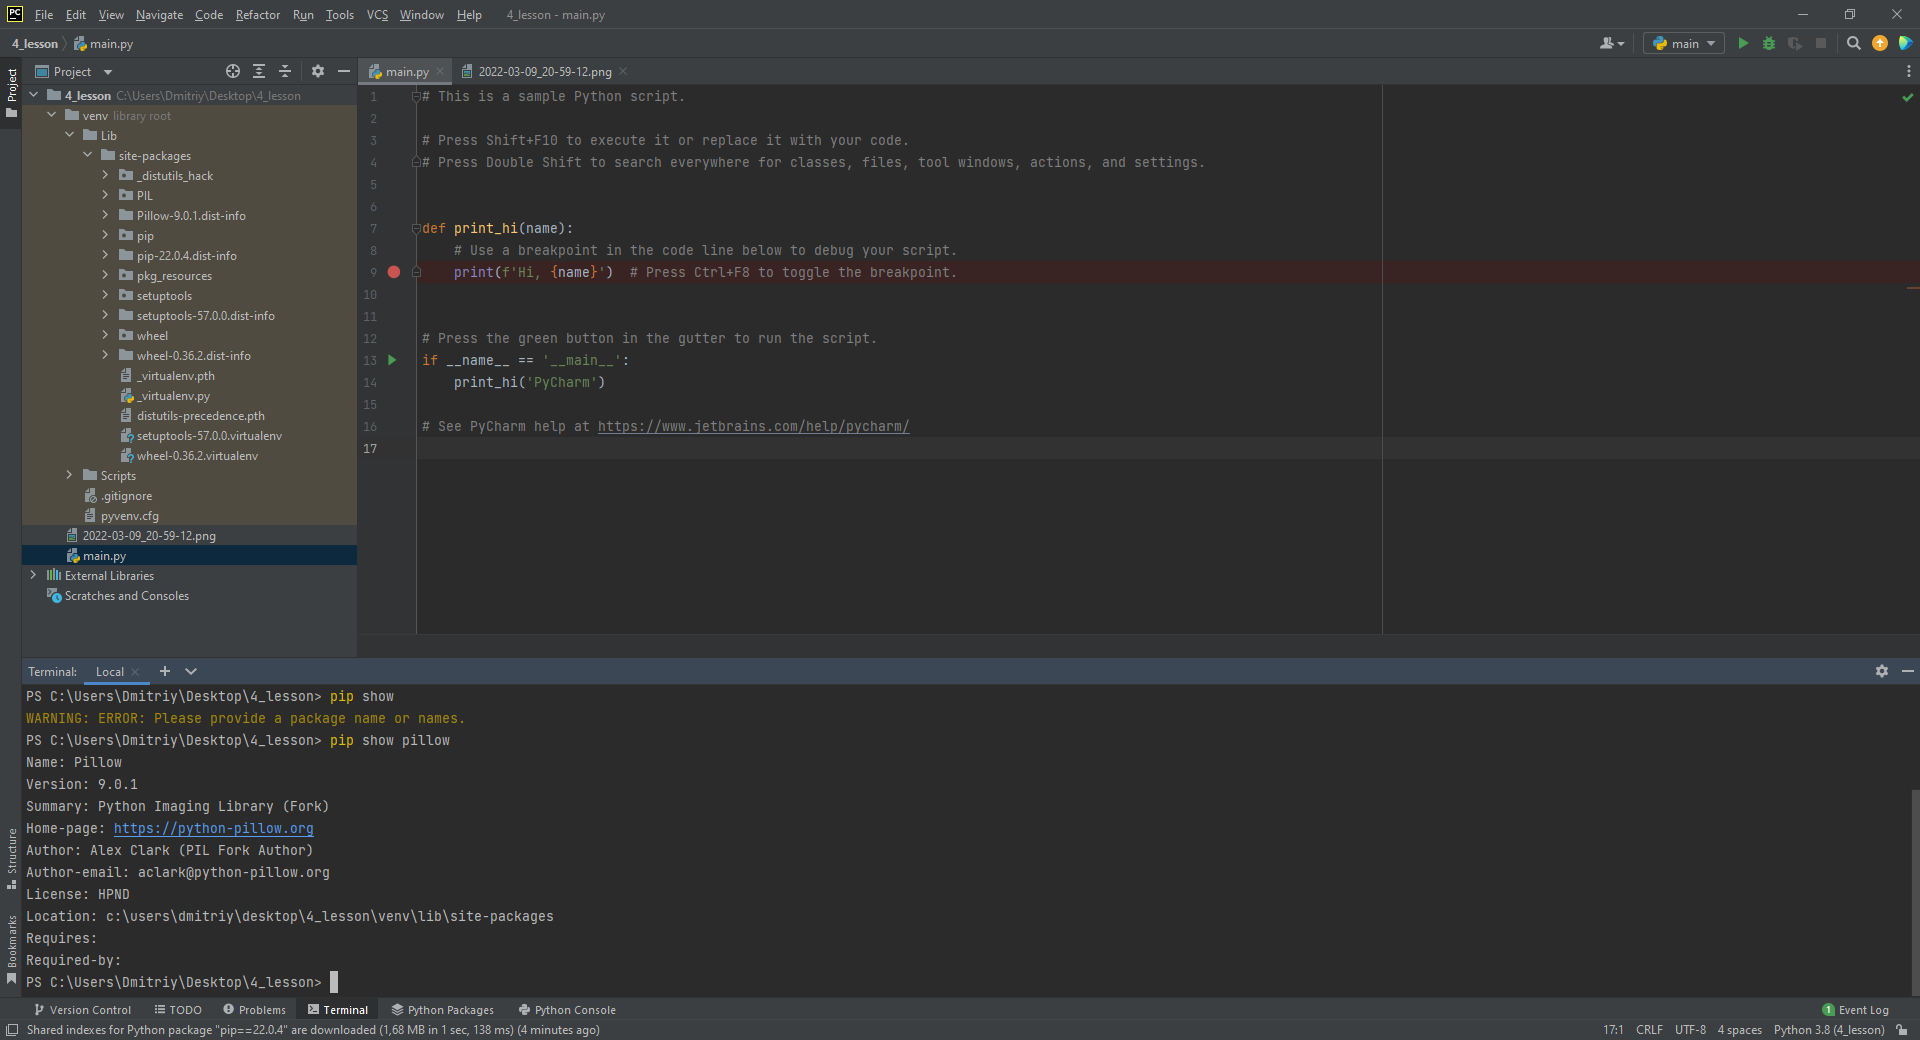 PC File Edit View Navigate Code Refactor Run Tools VCS Window Help 4_lesson - main.py
4_lesson main.py main
Project
Project
main.py 2022-03-09_20-59-12.png
4_lesson C:\Users\Dmitriy\Desktop\4_lesson
venv library root
Lib
site-packages
_distutils_hack
PIL
Pillow-9.0.1.dist-info
pip
pip-22.0.4.dist-info
pkg_resources
setuptools
setuptools-57.0.0.dist-info
wheel
wheel-0.36.2.dist-info
_virtualenv.pth
_virtualenv.py
distutils-precedence.pth
setuptools-57.0.0.virtualenv
wheel-0.36.2.virtualenv
Scripts
.gitignore
pyvenv.cfg
2022-03-09_20-59-12.png
main.py
External Libraries
Scratches and Consoles
1 # This is a sample Python script.
2
3 # Press Shift+F10 to execute it or replace it with your code.
4 # Press Double Shift to search everywhere for classes, files, tool windows, actions, and settings.
5
6
7 def print_hi(name):
8 # Use a breakpoint in the code line below to debug your script.
9 print(f'Hi, {name}') # Press Ctrl+F8 to toggle the breakpoint.
10
11
12 # Press the green button in the gutter to run the script.
13 if __name__ == '__main__':
14 print_hi('PyCharm')
15
16 # See PyCharm help at https://www.jetbrains.com/help/pycharm/
17
Terminal: Local
PS C:\Users\Dmitriy\Desktop\4_lesson> pip show
WARNING: ERROR: Please provide a package name or names.
PS C:\Users\Dmitriy\Desktop\4_lesson> pip show pillow
Name: Pillow
Version: 9.0.1
Summary: Python Imaging Library (Fork)
Home-page: https://python-pillow.org
Author: Alex Clark (PIL Fork Author)
Author-email: aclark@python-pillow.org
License: HPND
Location: c:\users\dmitriy\desktop\4_lesson\venv\lib\site-packages
Requires:
Required-by:
PS C:\Users\Dmitriy\Desktop\4_lesson>
Structure
Bookmarks
Version Control TODO Problems Terminal Python Packages Python Console 1 Event Log
Shared indexes for Python package "pip==22.0.4" are downloaded (1,68 MB in 1 sec, 138 ms) (4 minutes ago) 17:1 CRLF UTF-8 4 spaces Python 3.8 (4_lesson)